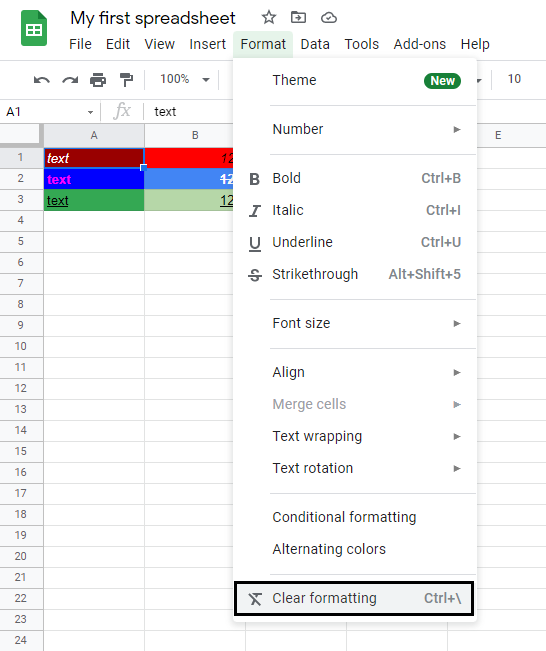 My first spreadsheet
File Edit View Insert Format Data Tools Add-ons Help
100% 10
A1 fx text
A B E
1 text 12
2 text 12
3 text 12
4
5
6
7
8
9
10
11
12
13
14
15
16
17
18
19
20
21
22
23
24
Theme New
Number
B Bold Ctrl+B
I Italic Ctrl+I
U Underline Ctrl+U
S Strikethrough Alt+Shift+5
Font size
Align
Merge cells
Text wrapping
Text rotation
Conditional formatting
Alternating colors
Clear formatting Ctrl+\